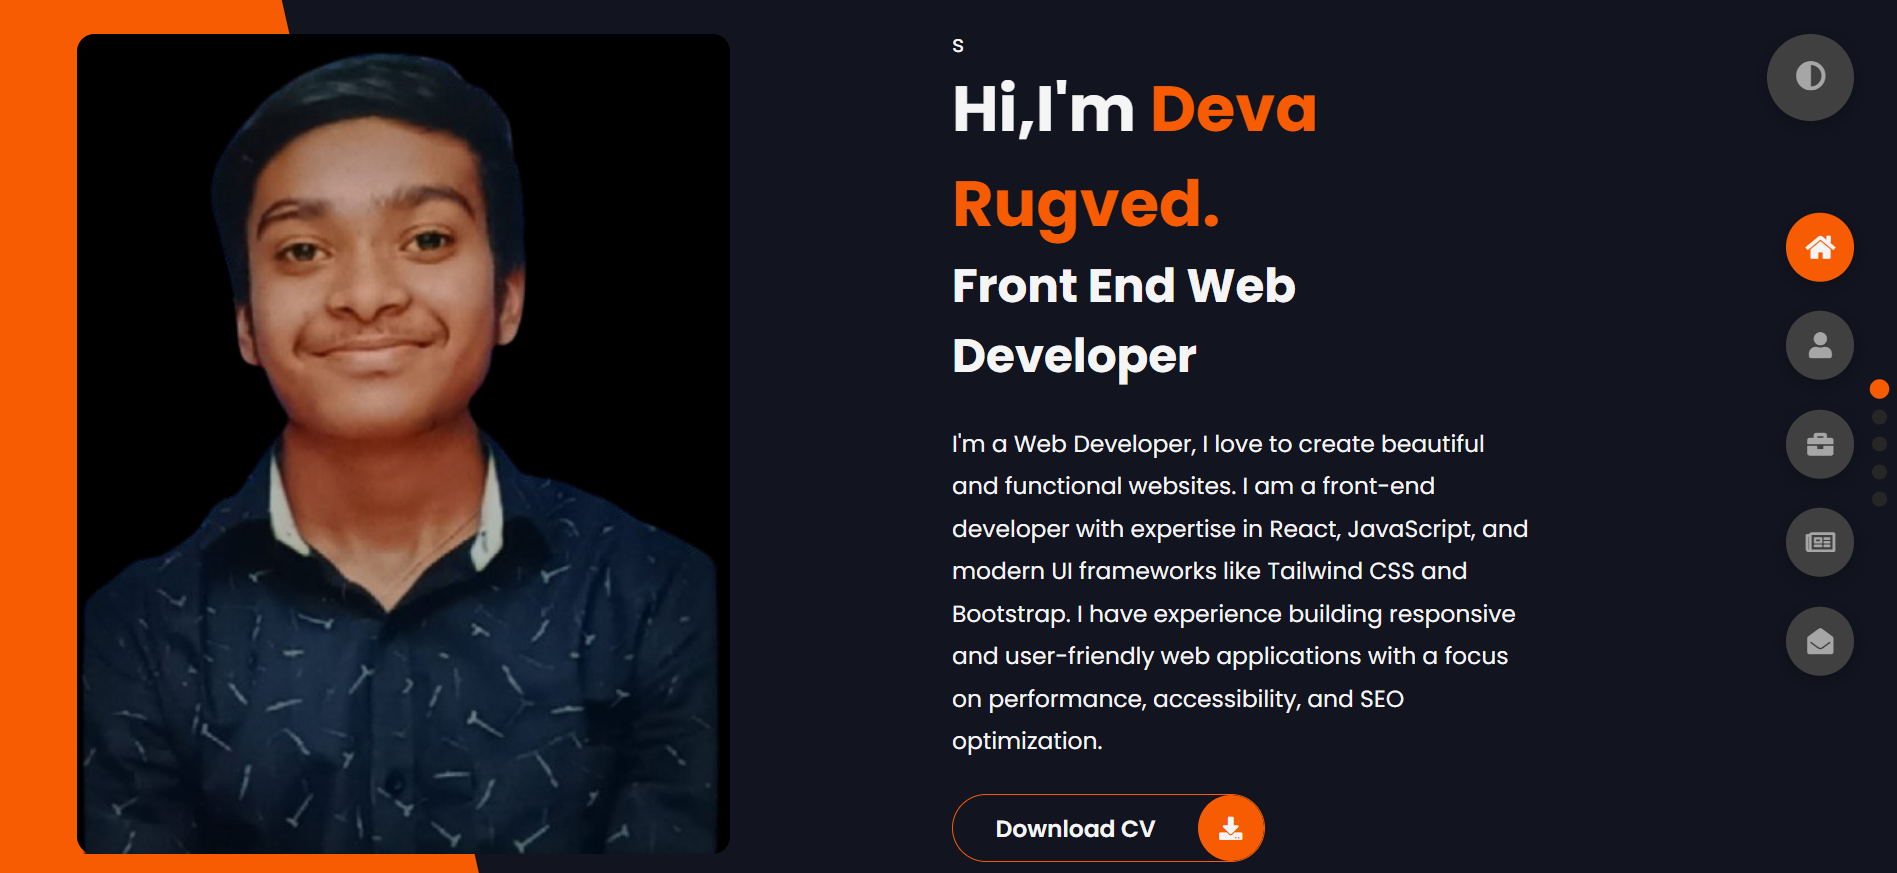 s
Hi,I'm Deva
Rugved.
Front End Web
Developer
I'm a Web Developer, I love to create beautiful
and functional websites. I am a front-end
developer with expertise in React, JavaScript, and
modern UI frameworks like Tailwind CSS and
Bootstrap. I have experience building responsive
and user-friendly web applications with a focus
on performance, accessibility, and SEO
optimization.
Download CV